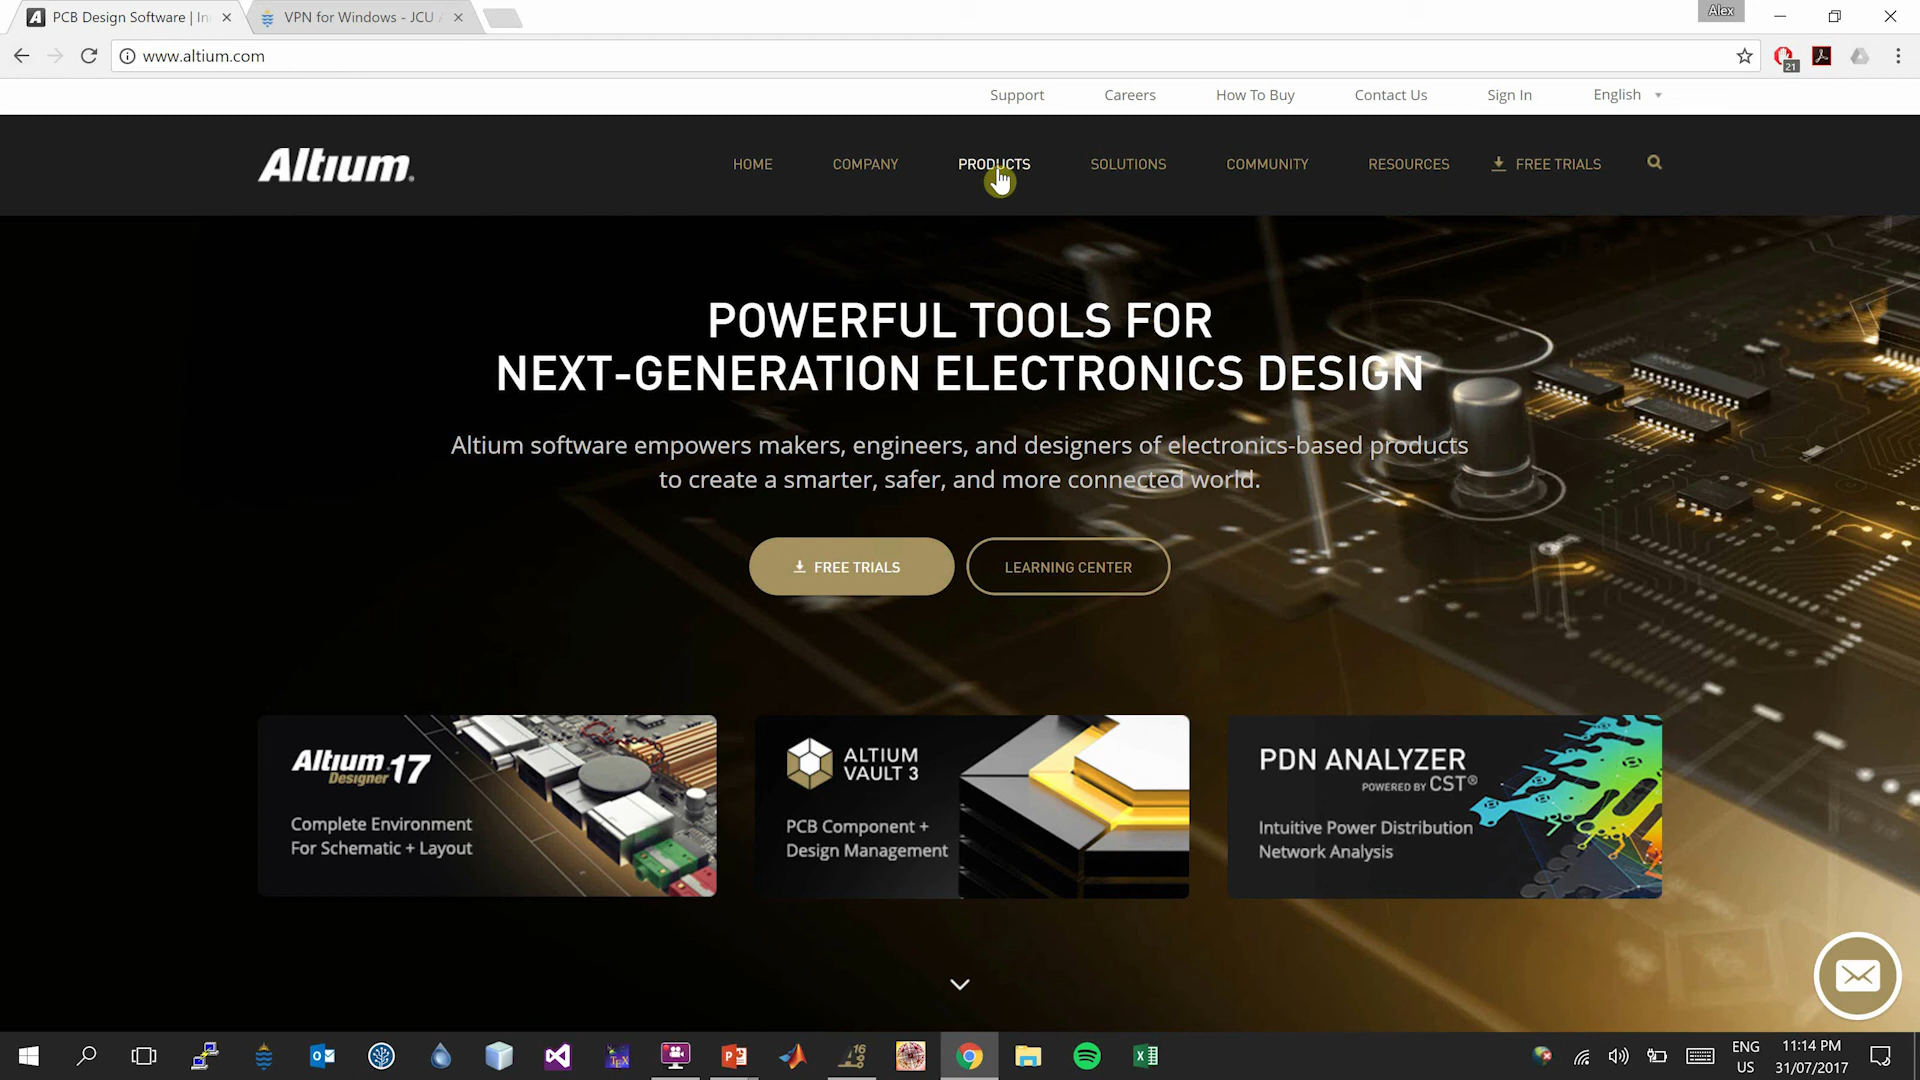 PCB Design Software | In
VPN for Windows - JCU
Alex
www.altium.com
21
Support
Careers
How To Buy
Contact Us
Sign In
English
Altium
HOME
COMPANY
PRODUCTS
SOLUTIONS
COMMUNITY
RESOURCES
FREE TRIALS
POWERFUL TOOLS FOR
NEXT-GENERATION ELECTRONICS DESIGN
Altium software empowers makers, engineers, and designers of electronics-based products
to create a smarter, safer, and more connected world.
FREE TRIALS
LEARNING CENTER
Altium
Designer 17
Complete Environment
For Schematic + Layout
ALTIUM
VAULT 3
PCB Component +
Design Management
PDN ANALYZER
POWERED BY CST®
Intuitive Power Distribution
Network Analysis
ENG
US
11:14 PM
31/07/2017